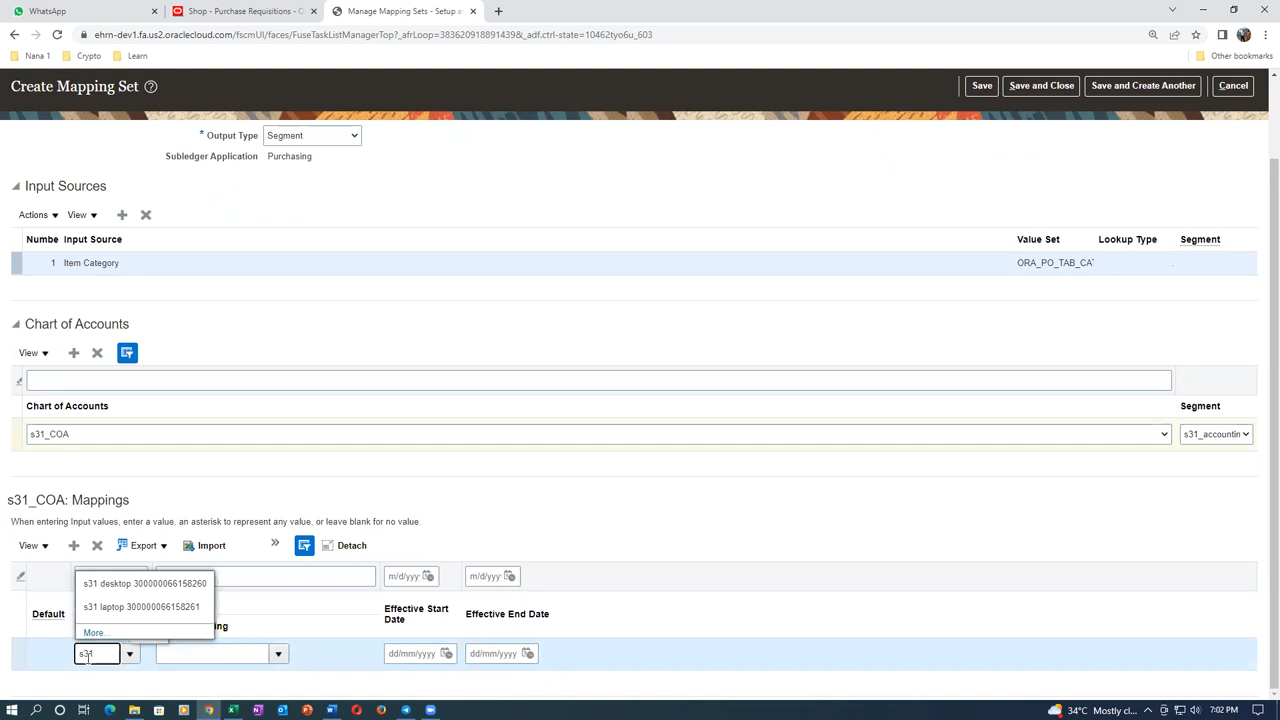 WhatsApp
Shop - Purchase Requisitions - O
Manage Mapping Sets - Setup a
ehrn-dev1.fa.us2.oraclecloud.com/fscmUI/faces/FuseTaskListManagerTop?_afrLoop=383620918891439&_adf.ctrl-state=10462tyo6u_603
Nana 1 Crypto Learn Other bookmarks
Create Mapping Set Save Save and Close Save and Create Another Cancel
* Output Type Segment
Subledger Application Purchasing
Input Sources
Actions View
Numbe Input Source Value Set Lookup Type Segment
1 Item Category ORA_PO_TAB_CAT
Chart of Accounts
View
Chart of Accounts Segment
s31_COA s31_accountin
s31_COA: Mappings
When entering Input values, enter a value, an asterisk to represent any value, or leave blank for no value.
View Export Import » Detach
m/d/yyy m/d/yyy
s31 desktop 300000066158260
s31 laptop 300000066158261
More...
Default Effective Start Date Effective End Date
s31 dd/mm/yyyy dd/mm/yyyy
34°C Mostly c... 7:02 PM